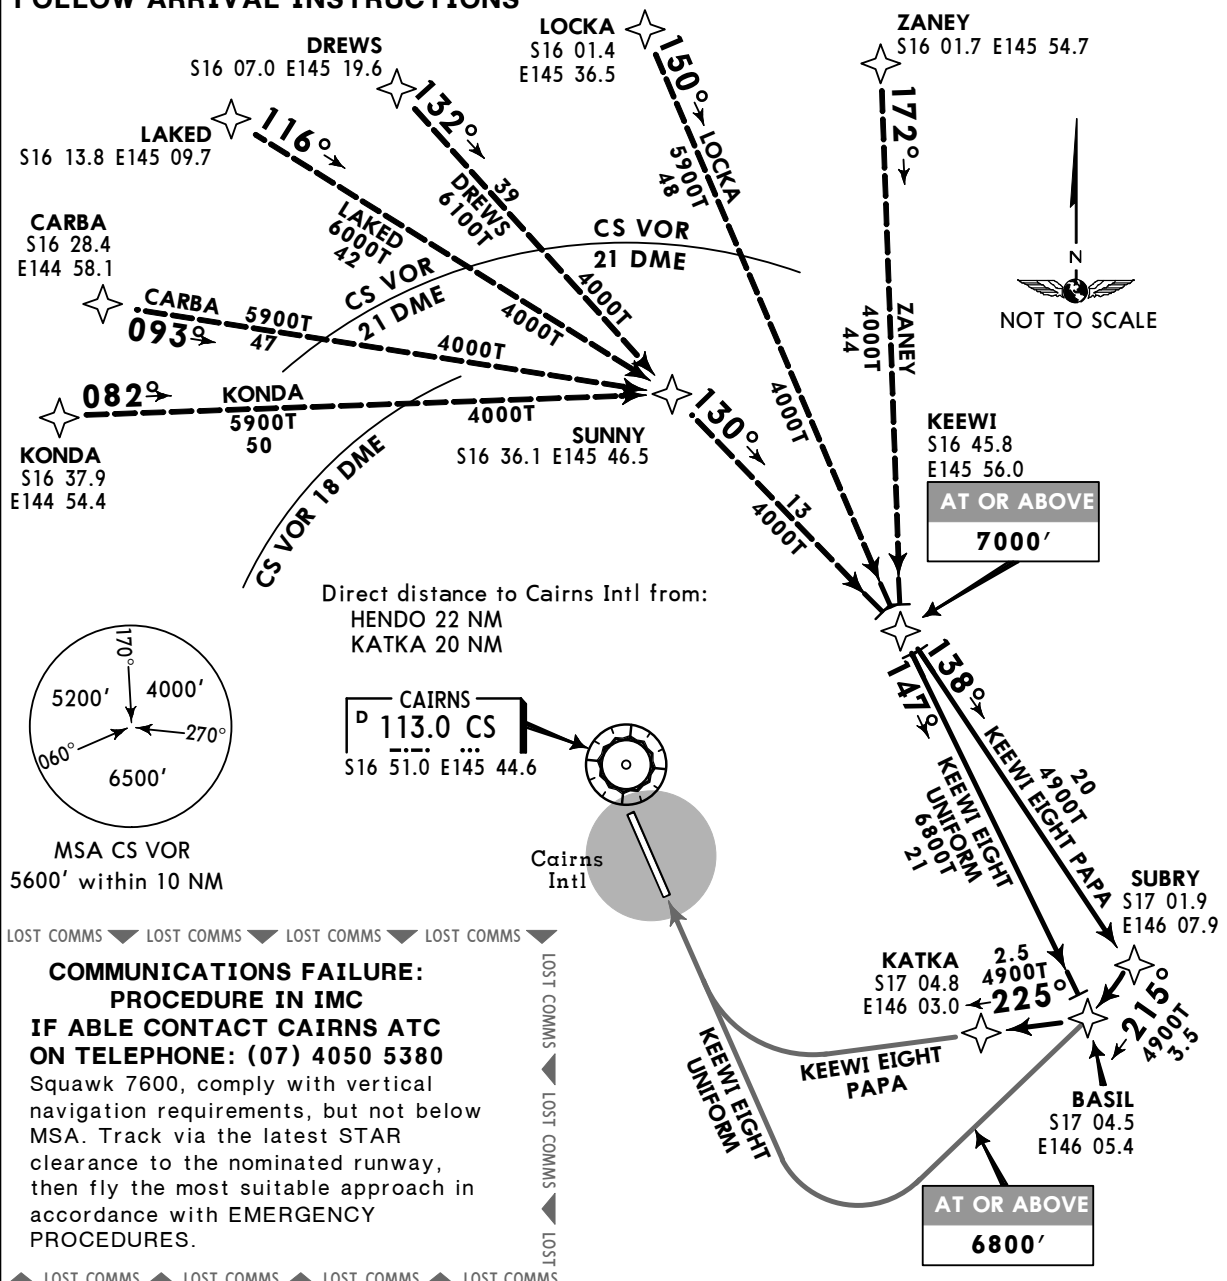 FOLLOW ARRIVAL INSTRUCTIONS
LOCKA
S16 01.4
E145 36.5
ZANEY
S16 01.7 E145 54.7
DREWS
S16 07.0 E145 19.6
LAKED
S16 13.8 E145 09.7
CARBA
S16 28.4
E144 58.1
KONDA
S16 37.9
E144 54.4
116°
LAKED
6000T
42
4000T
132°
39
DREWS
6100T
4000T
150°
LOCKA
5900T
48
4000T
172°
ZANEY
4000T
44
CS VOR
21 DME
CS VOR
21 DME
CARBA
093°
5900T
47
4000T
082°
KONDA
5900T
50
4000T
CS VOR 18 DME
SUNNY
S16 36.1 E145 46.5
130°
13
4000T
N
NOT TO SCALE
KEEWI
S16 45.8
E145 56.0
AT OR ABOVE
7000'
Direct distance to Cairns Intl from:
HENDO 22 NM
KATKA 20 NM
170°
5200'
4000'
060°
270°
6500'
MSA CS VOR
5600' within 10 NM
CAIRNS
D 113.0 CS
S16 51.0 E145 44.6
Cairns
Intl
138°
20
4900T
KEEWI EIGHT PAPA
147°
KEEWI EIGHT
UNIFORM
6800T
21
SUBRY
S17 01.9
E146 07.9
215°
4900T
3.5
KATKA
S17 04.8
E146 03.0
2.5
4900T
225°
BASIL
S17 04.5
E146 05.4
KEEWI EIGHT
PAPA
KEEWI EIGHT
UNIFORM
AT OR ABOVE
6800'
LOST COMMS LOST COMMS LOST COMMS LOST COMMS
COMMUNICATIONS FAILURE:
PROCEDURE IN IMC
IF ABLE CONTACT CAIRNS ATC
ON TELEPHONE: (07) 4050 5380
Squawk 7600, comply with vertical
navigation requirements, but not below
MSA. Track via the latest STAR
clearance to the nominated runway,
then fly the most suitable approach in
accordance with EMERGENCY
PROCEDURES.
LOST COMMS LOST COMMS LOST
LOST COMMS LOST COMMS LOST COMMS LOST COMMS